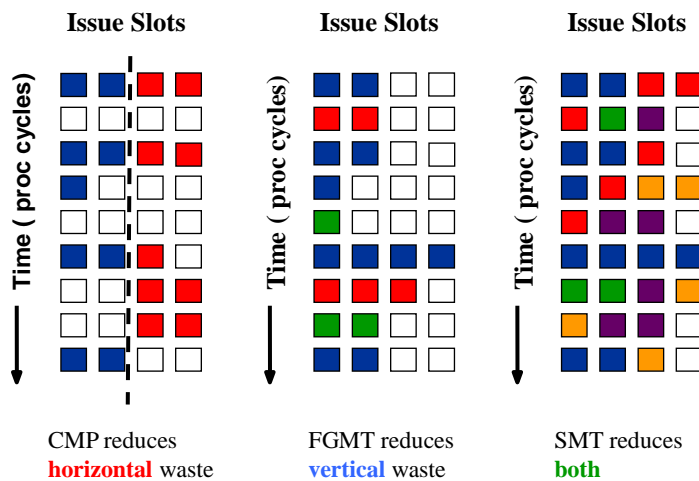 Issue Slots
Issue Slots
Issue Slots
Time ( proc cycles)
Time ( proc cycles)
Time ( proc cycles)
CMP reduces
horizontal waste
FGMT reduces
vertical waste
SMT reduces
both